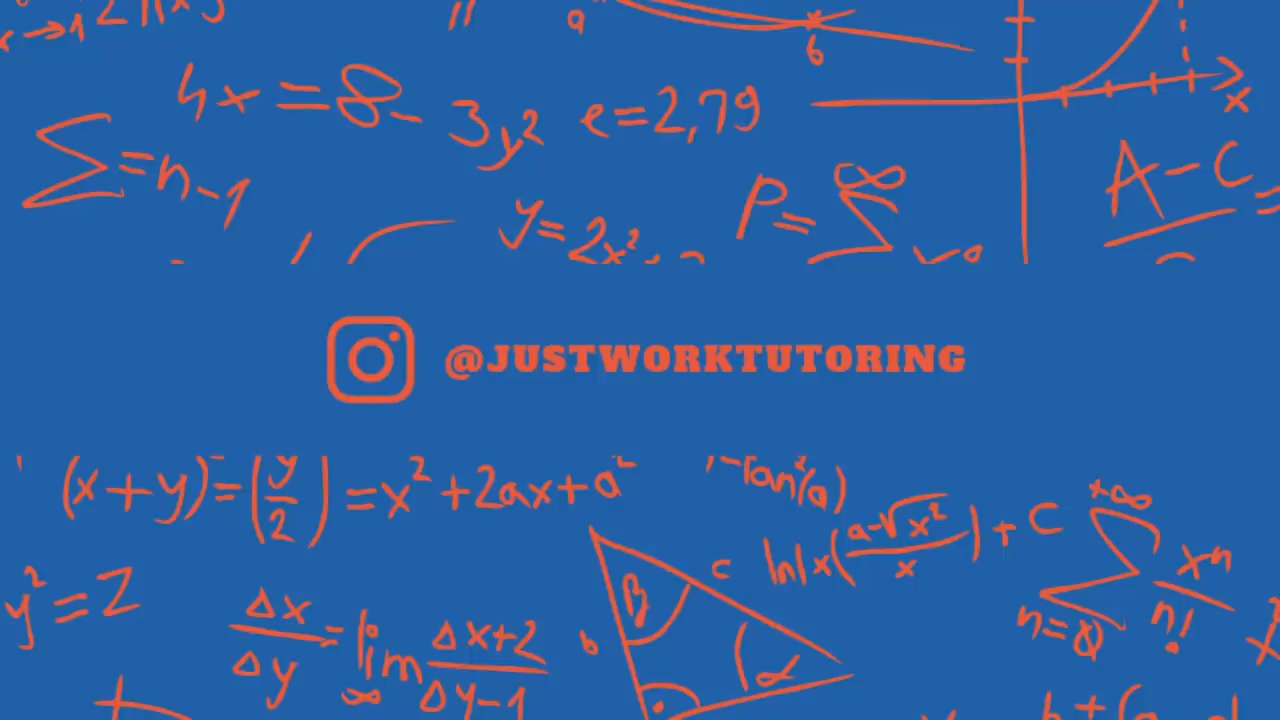 4x = 8 - 3y²
e = 2,79
Σ = n - 1
A - C
@JUSTWORKTUTORING
(x + y) = (y/2) = x² + 2ax + a²
c
ln|x(a-√x²/x) + C
+∞ Σ n=0 xⁿ/n!
β
y² = Z
Δx/Δy = lim ∞ Δx+2/Δy-1
b
α